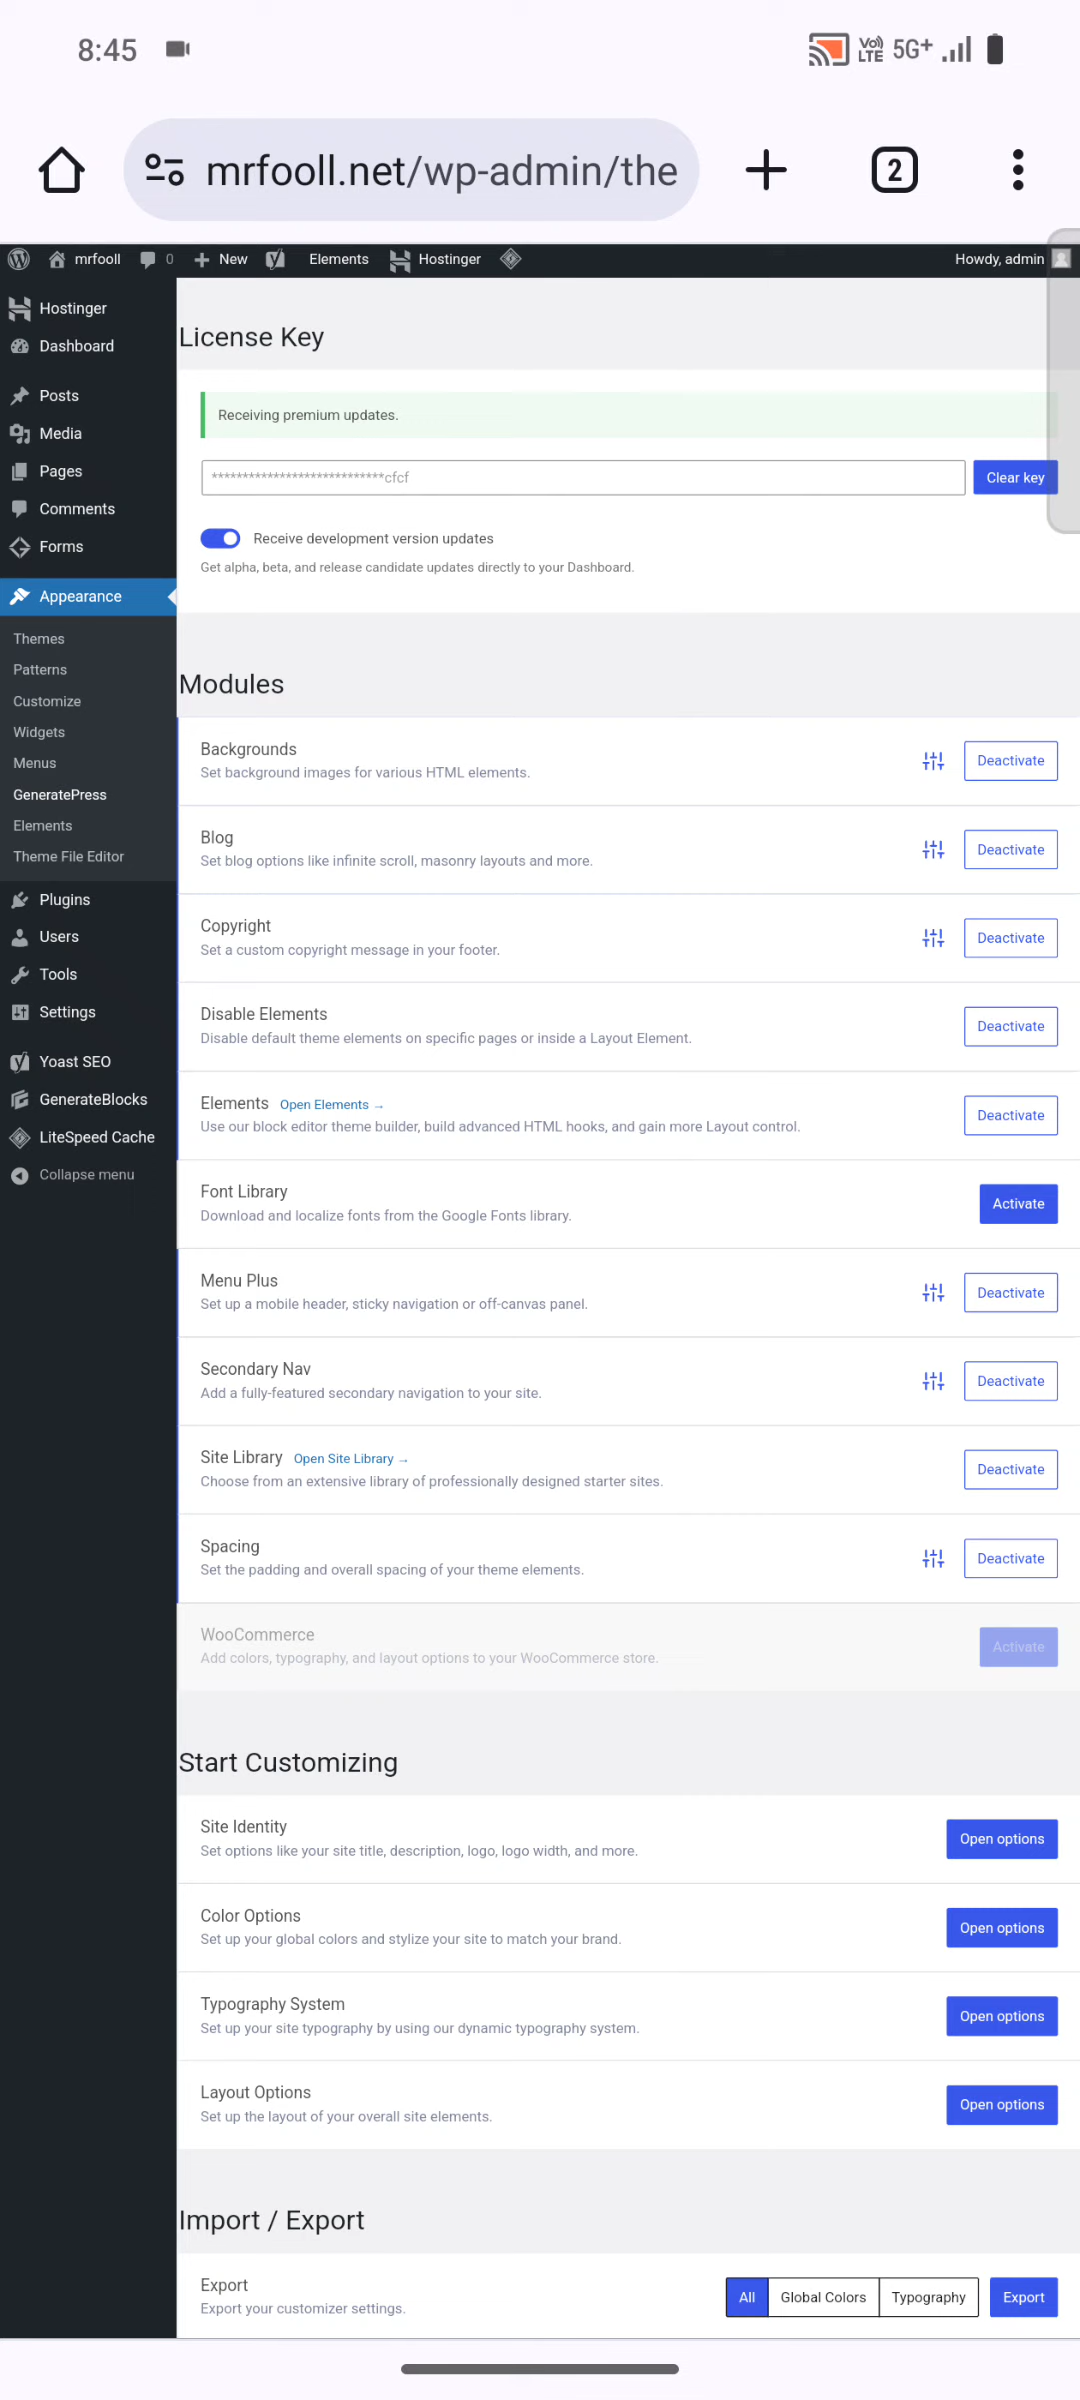 8:45
Vo)) LTE 5G+
mrfooll.net/wp-admin/the
2
mrfooll 0 New Elements Hostinger Howdy, admin
Hostinger
Dashboard
Posts
Media
Pages
Comments
Forms
Appearance
Themes
Patterns
Customize
Widgets
Menus
GeneratePress
Elements
Theme File Editor
Plugins
Users
Tools
Settings
Yoast SEO
GenerateBlocks
LiteSpeed Cache
Collapse menu
License Key
Receiving premium updates.
****************************cfcf Clear key
Receive development version updates
Get alpha, beta, and release candidate updates directly to your Dashboard.
Modules
Backgrounds
Set background images for various HTML elements.
Deactivate
Blog
Set blog options like infinite scroll, masonry layouts and more.
Deactivate
Copyright
Set a custom copyright message in your footer.
Deactivate
Disable Elements
Disable default theme elements on specific pages or inside a Layout Element.
Deactivate
Elements Open Elements →
Use our block editor theme builder, build advanced HTML hooks, and gain more Layout control.
Deactivate
Font Library
Download and localize fonts from the Google Fonts library.
Activate
Menu Plus
Set up a mobile header, sticky navigation or off-canvas panel.
Deactivate
Secondary Nav
Add a fully-featured secondary navigation to your site.
Deactivate
Site Library Open Site Library →
Choose from an extensive library of professionally designed starter sites.
Deactivate
Spacing
Set the padding and overall spacing of your theme elements.
Deactivate
WooCommerce
Add colors, typography, and layout options to your WooCommerce store.
Activate
Start Customizing
Site Identity
Set options like your site title, description, logo, logo width, and more.
Open options
Color Options
Set up your global colors and stylize your site to match your brand.
Open options
Typography System
Set up your site typography by using our dynamic typography system.
Open options
Layout Options
Set up the layout of your overall site elements.
Open options
Import / Export
Export
Export your customizer settings.
All Global Colors Typography Export